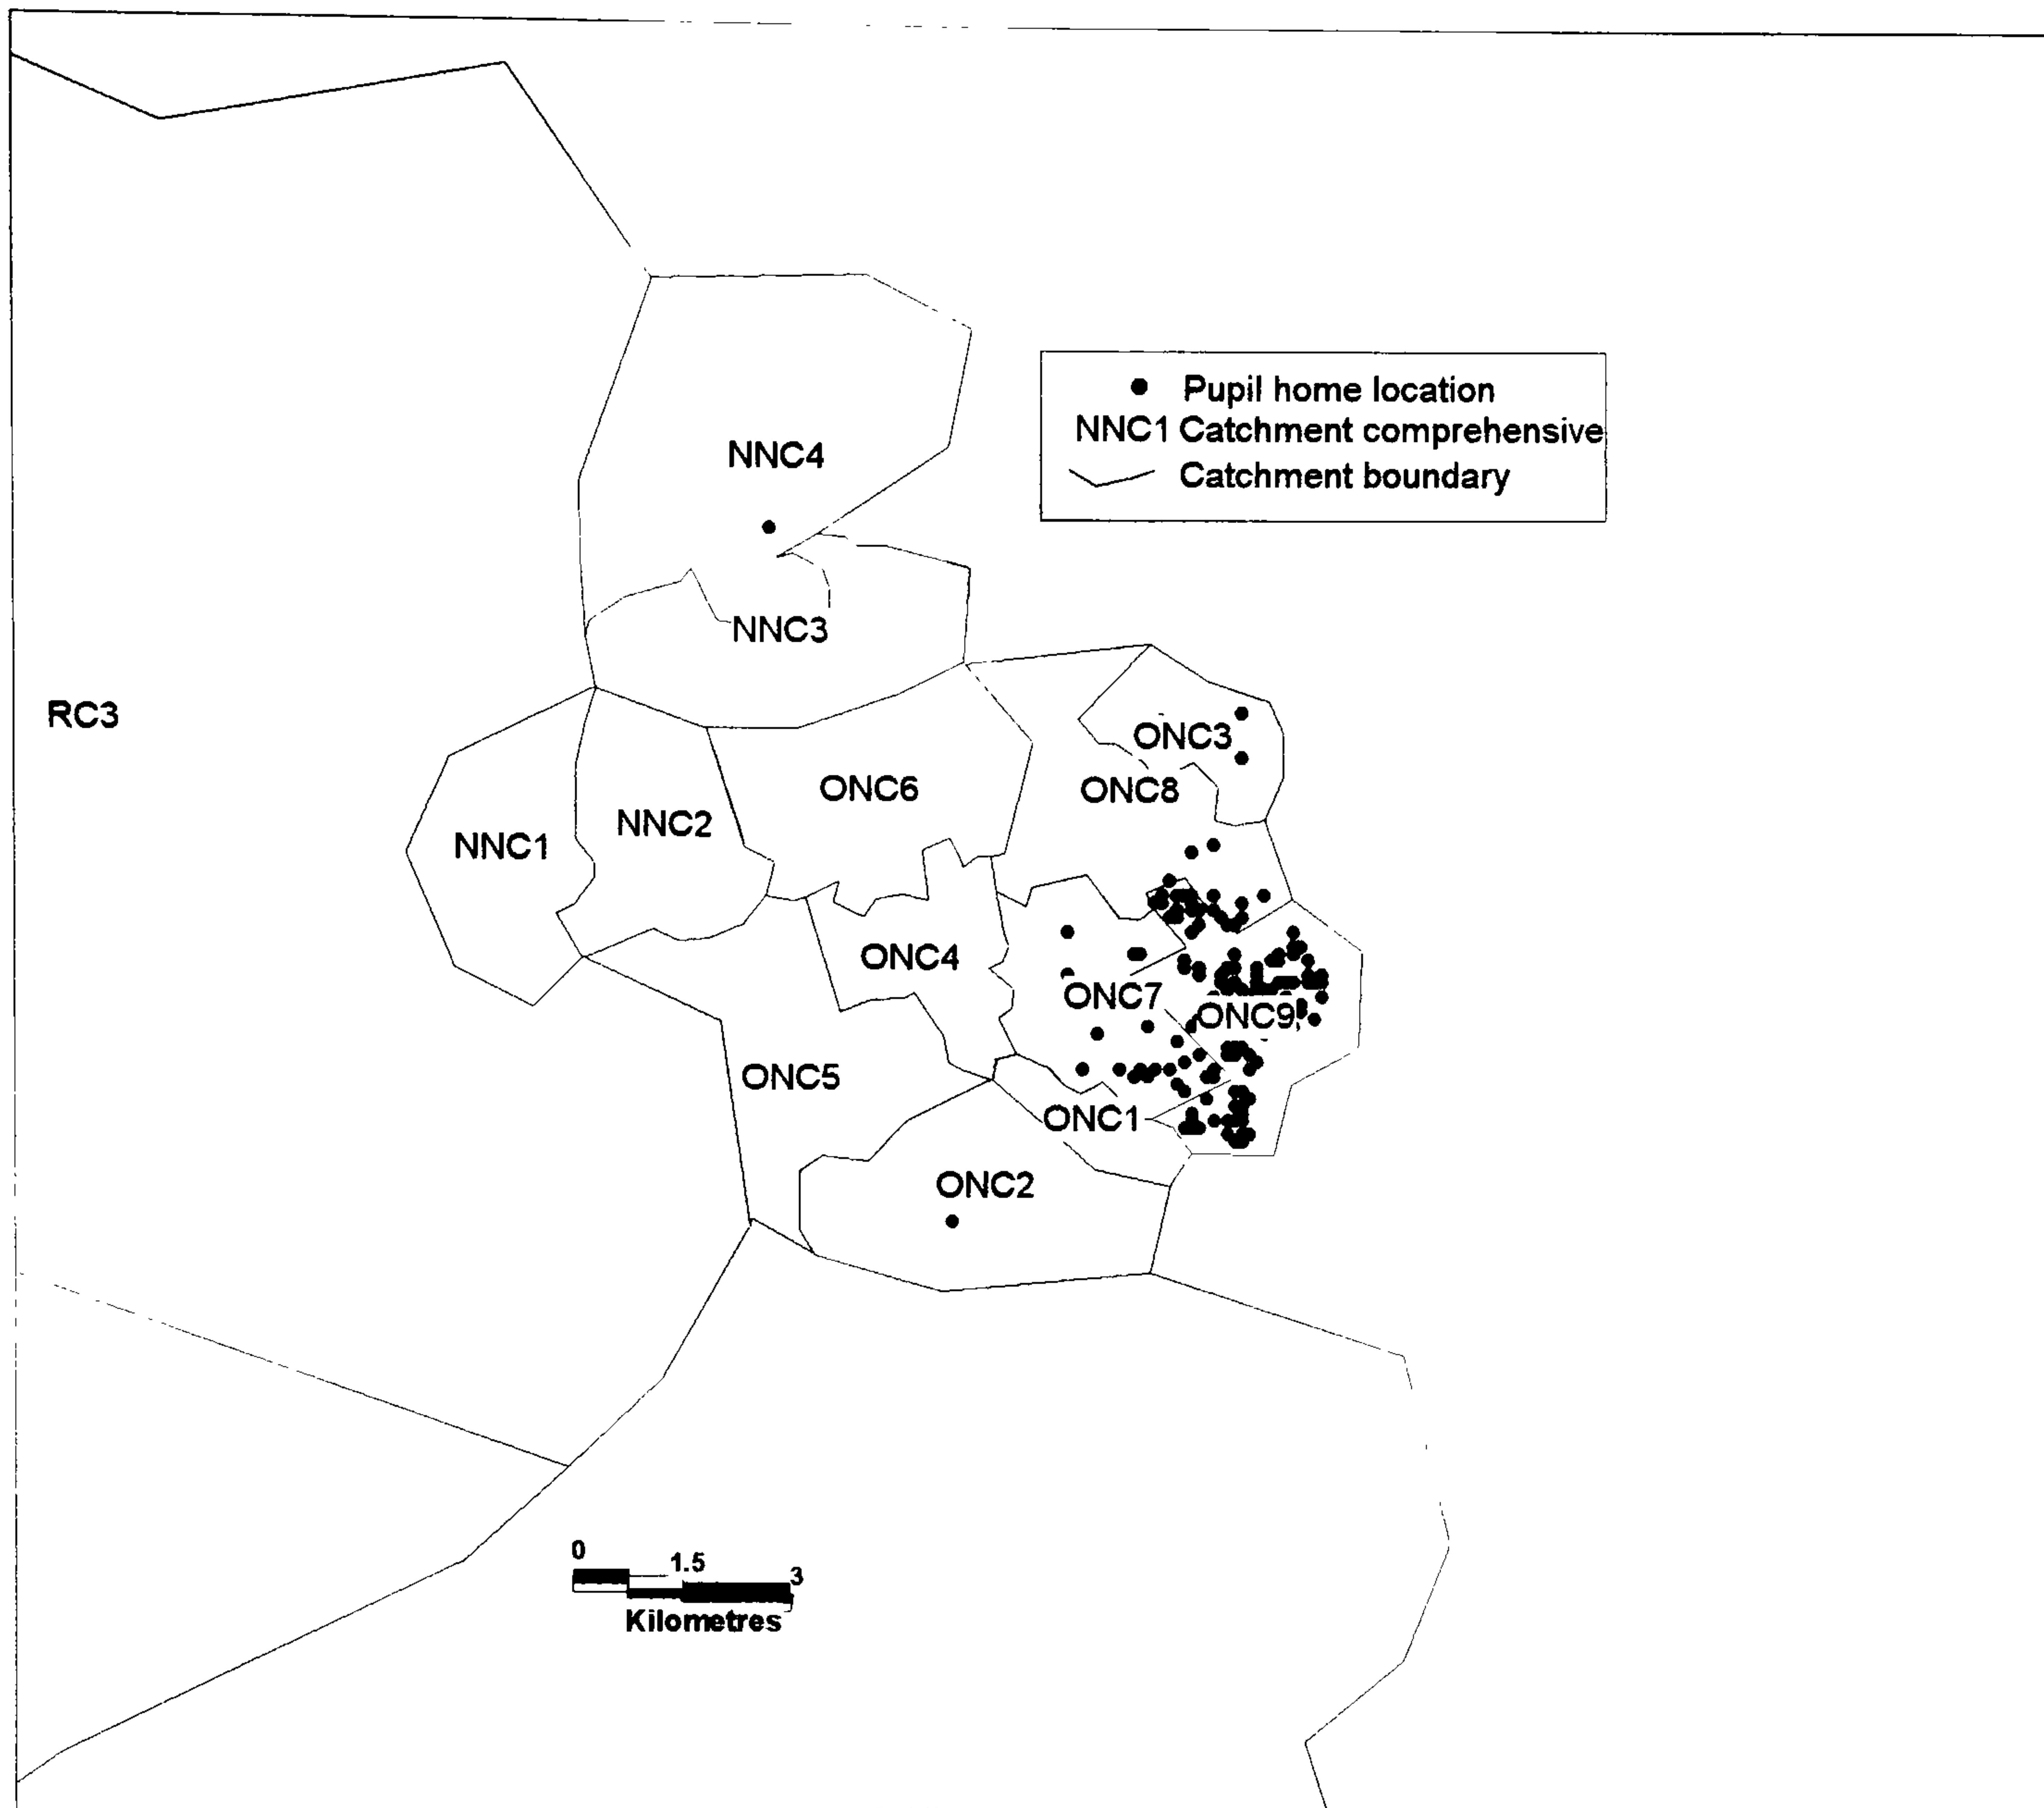 Pupil home location
NNC1 Catchment comprehensive
Catchment boundary
NNC4
NNC3
RC3
ONC3
ONC6
ONC8
NNC2
NNC1
ONC4
ONC7
ONC9
ONC5
ONC1
ONC2
0 1.5 3
Kilometres